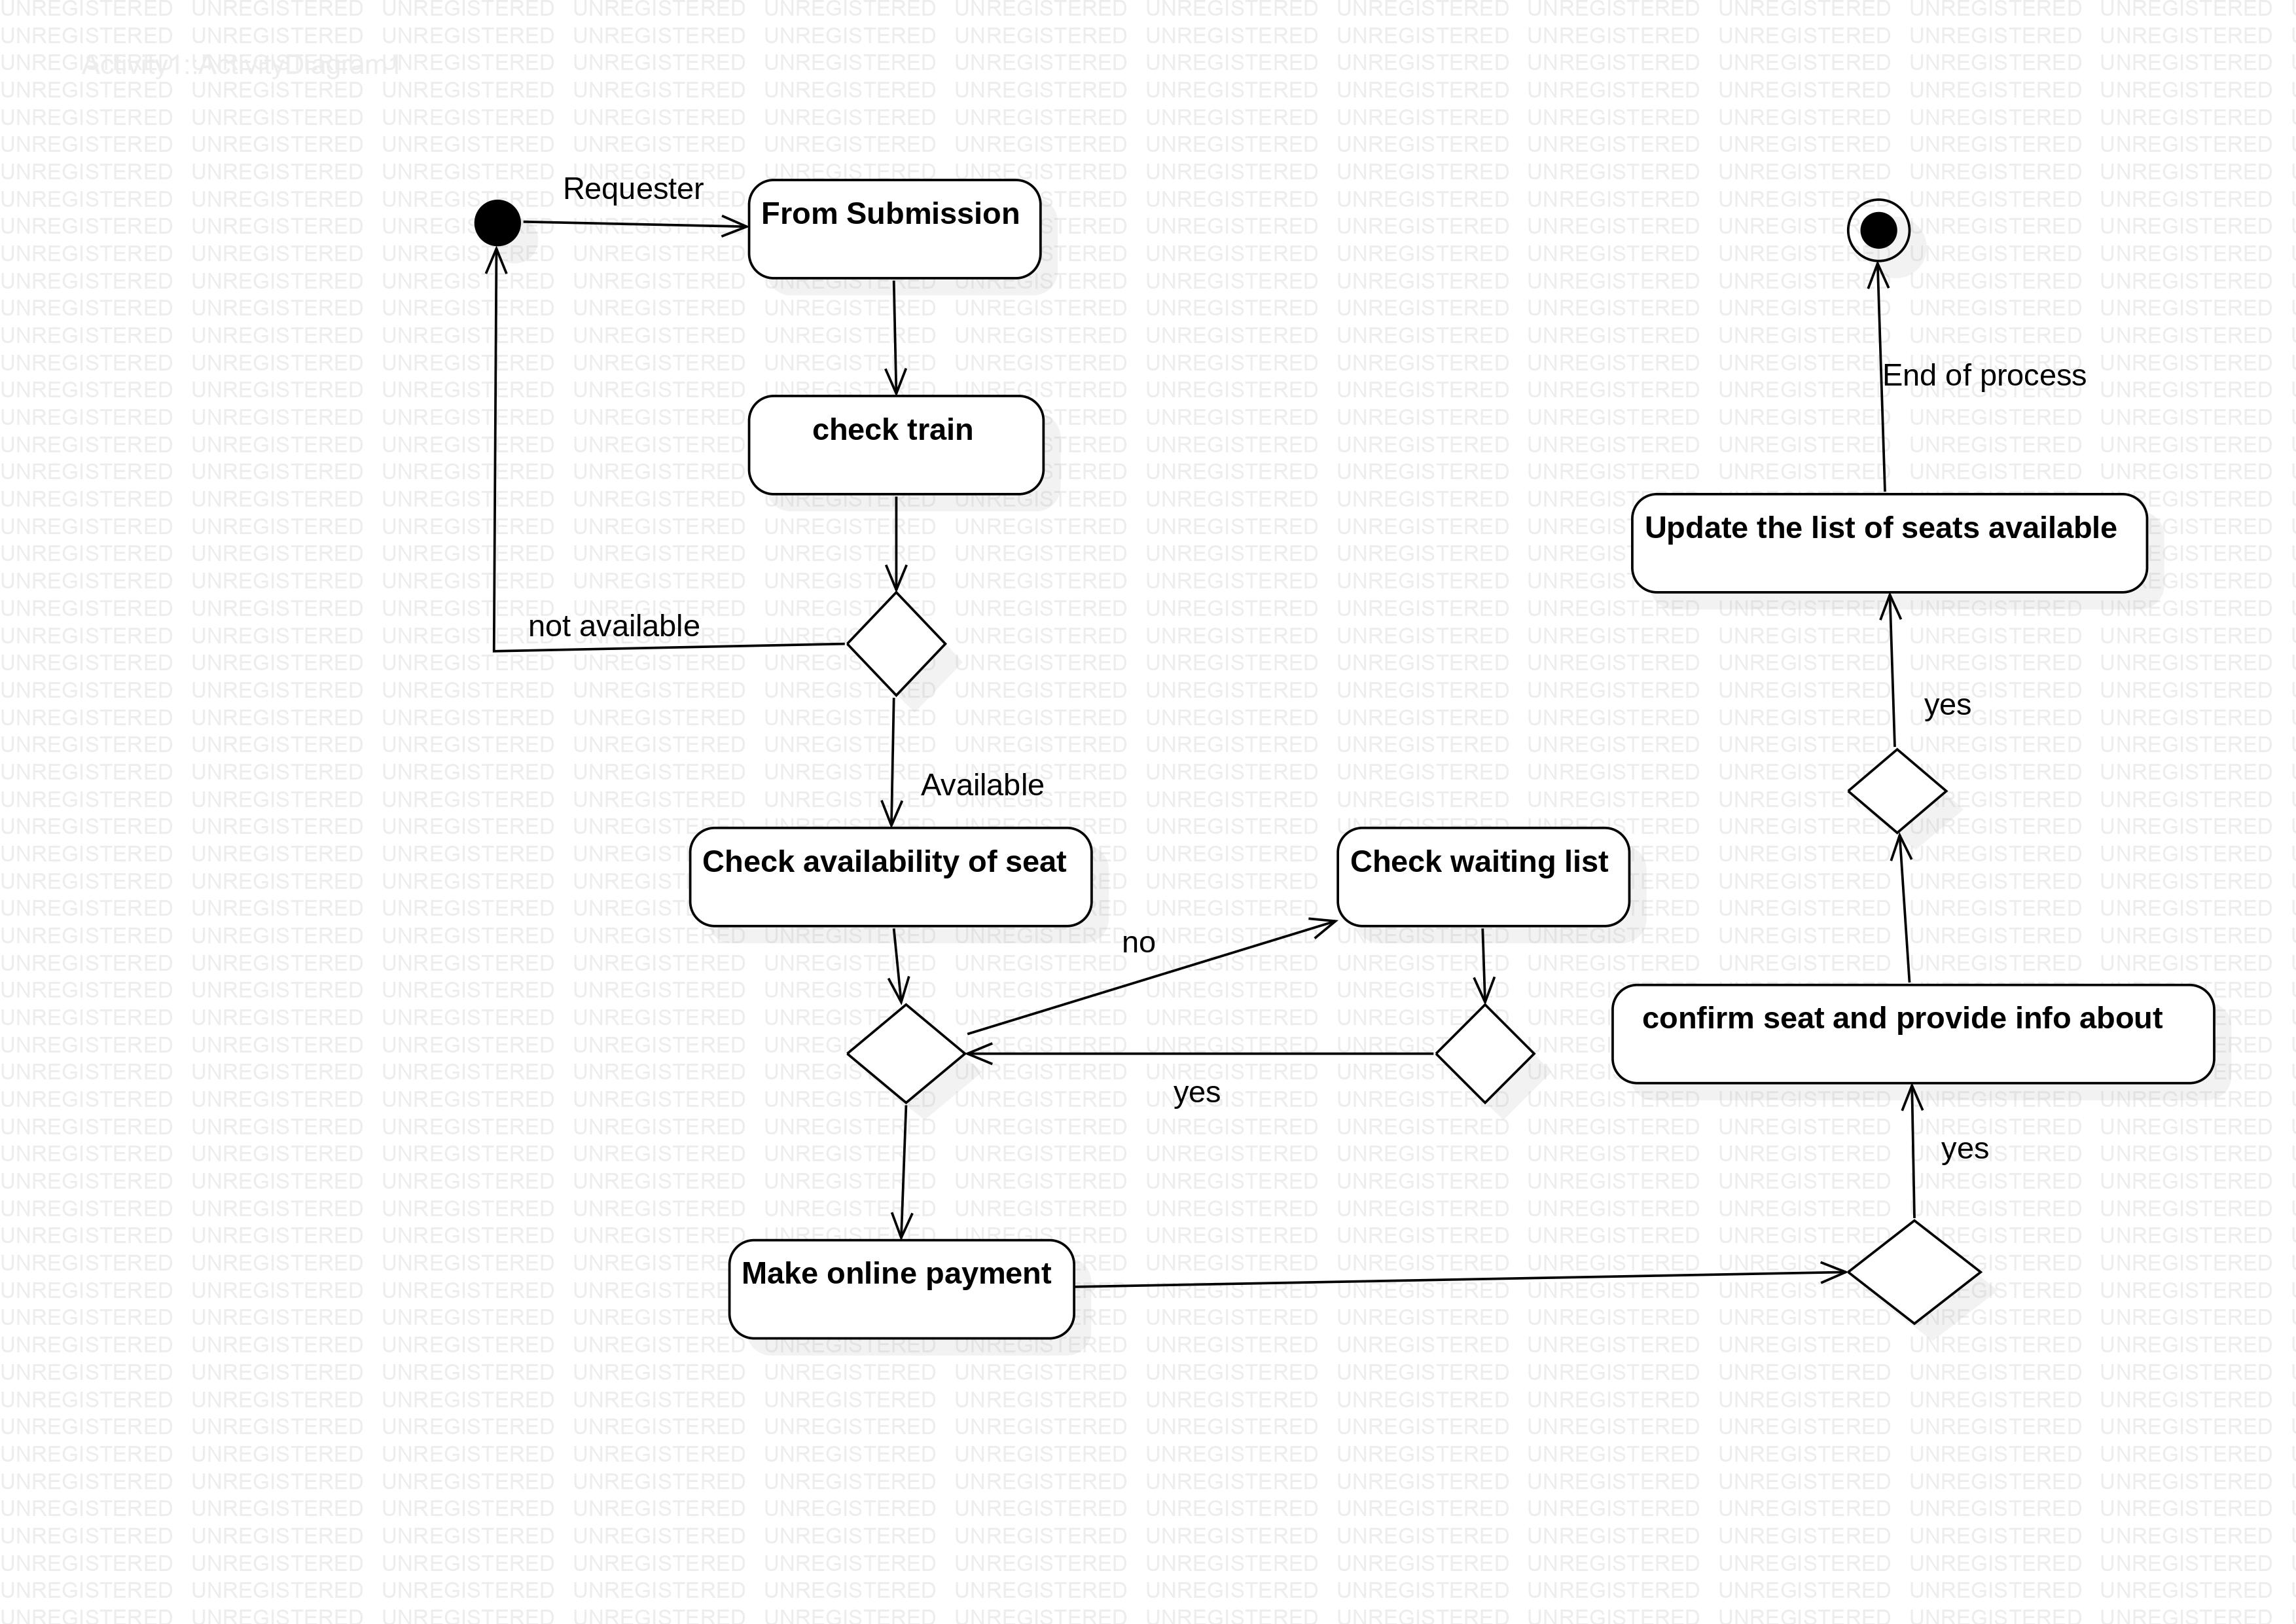 Activity1::ActivityDiagram1
Requester
From Submission
check train
not available
Available
Check availability of seat
no
Check waiting list
yes
Make online payment
yes
confirm seat and provide info about
yes
Update the list of seats available
End of process
UNREGISTERED